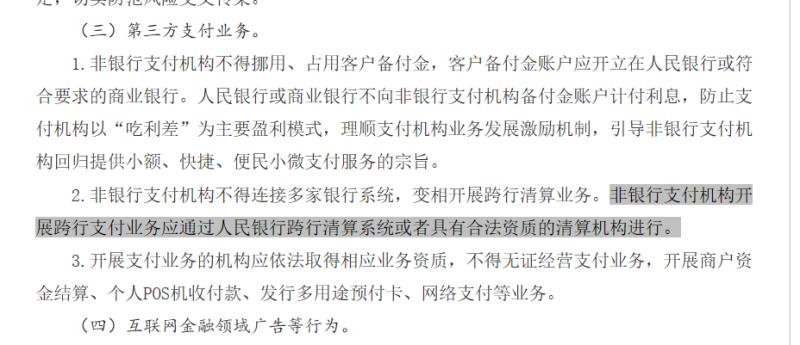 （三）第三方支付业务。
1.非银行支付机构不得挪用、占用客户备付金，客户备付金账户应开立在人民银行或符
合要求的商业银行。人民银行或商业银行不向非银行支付机构备付金账户计付利息，防止支
付机构以“吃利差”为主要盈利模式，理顺支付机构业务发展激励机制，引导非银行支付机
构回归提供小额、快捷、便民小微支付服务的宗旨。
2.非银行支付机构不得连接多家银行系统，变相开展跨行清算业务。非银行支付机构开
展跨行支付业务应通过人民银行跨行清算系统或者具有合法资质的清算机构进行。
3.开展支付业务的机构应依法取得相应业务资质，不得无证经营支付业务，开展商户资
金结算、个人POS机收付款、发行多用途预付卡、网络支付等业务。
（四）互联网金融领域广告等行为。